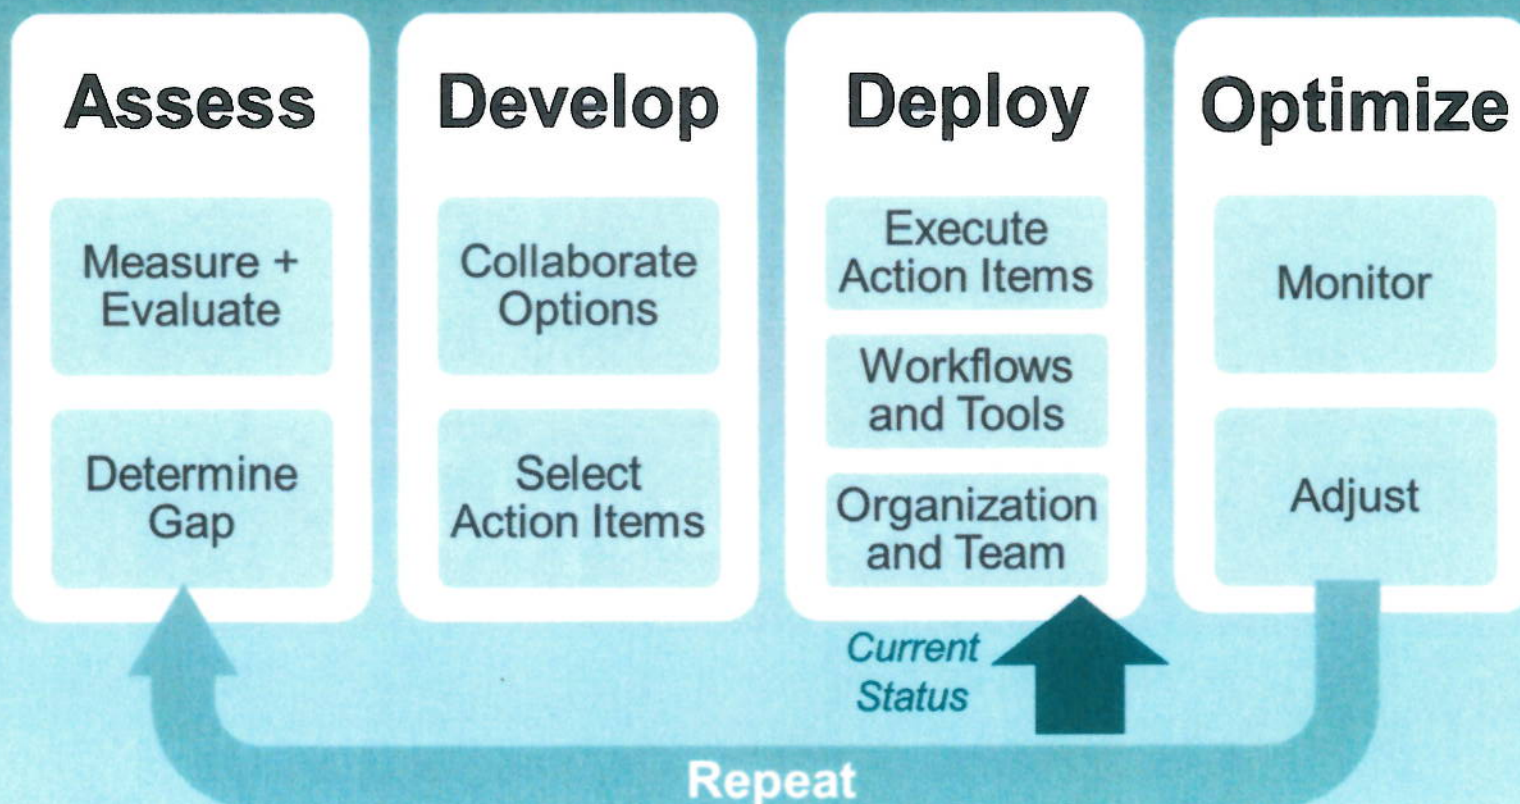 Assess
Measure +
Evaluate
Determine
Gap
Develop
Collaborate
Options
Select
Action Items
Deploy
Execute
Action Items
Workflows
and Tools
Organization
and Team
Optimize
Monitor
Adjust
Current
Status
Repeat